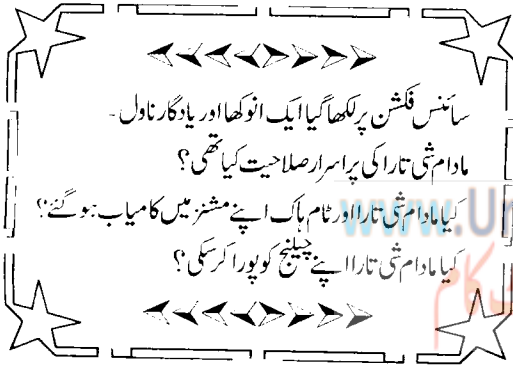 سائنس فکشن پر لکھا گیا ایک انوکھا اور یادگار ناول۔
مادام شی تارا کی پراسرار صلاحیت کیا تھی؟
کیا مادام شی تارا اور ٹام ہاک اپنے مشنز میں کامیاب ہو گئے؟
کیا مادام شی تارا اپنے چیلنج کو پورا کر سکی؟
www.Ur